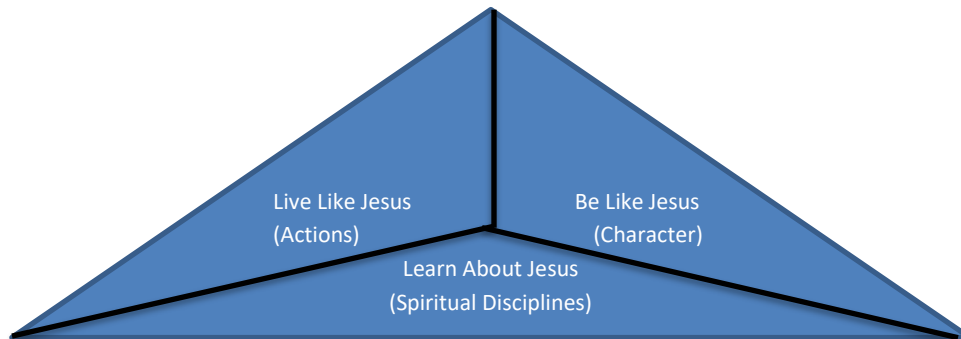 Live Like Jesus
(Actions)
Be Like Jesus
(Character)
Learn About Jesus
(Spiritual Disciplines)